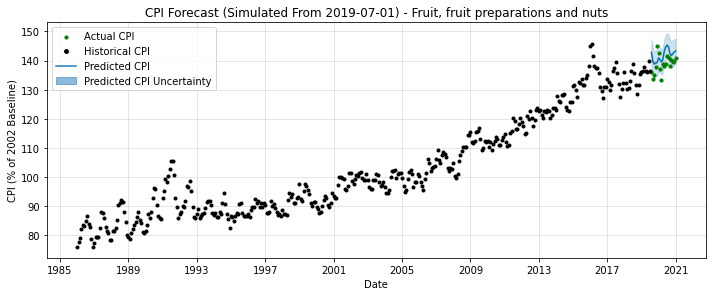 CPI Forecast (Simulated From 2019-07-01) - Fruit, fruit preparations and nuts
Actual CPI
Historical CPI
Predicted CPI
Predicted CPI Uncertainty
CPI (% of 2002 Baseline)
150
140
130
120
110
100
90
80
1985
1989
1993
1997
2001
2005
2009
2013
2017
2021
Date